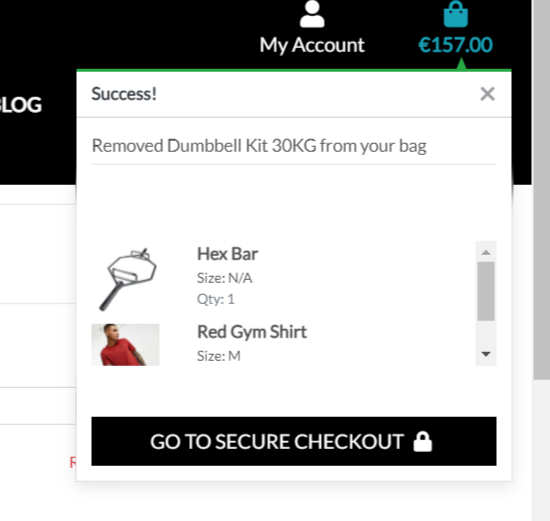 My Account
€157.00
LOG
Success!
Removed Dumbbell Kit 30KG from your bag
Hex Bar
Size: N/A
Qty: 1
Red Gym Shirt
Size: M
GO TO SECURE CHECKOUT
R